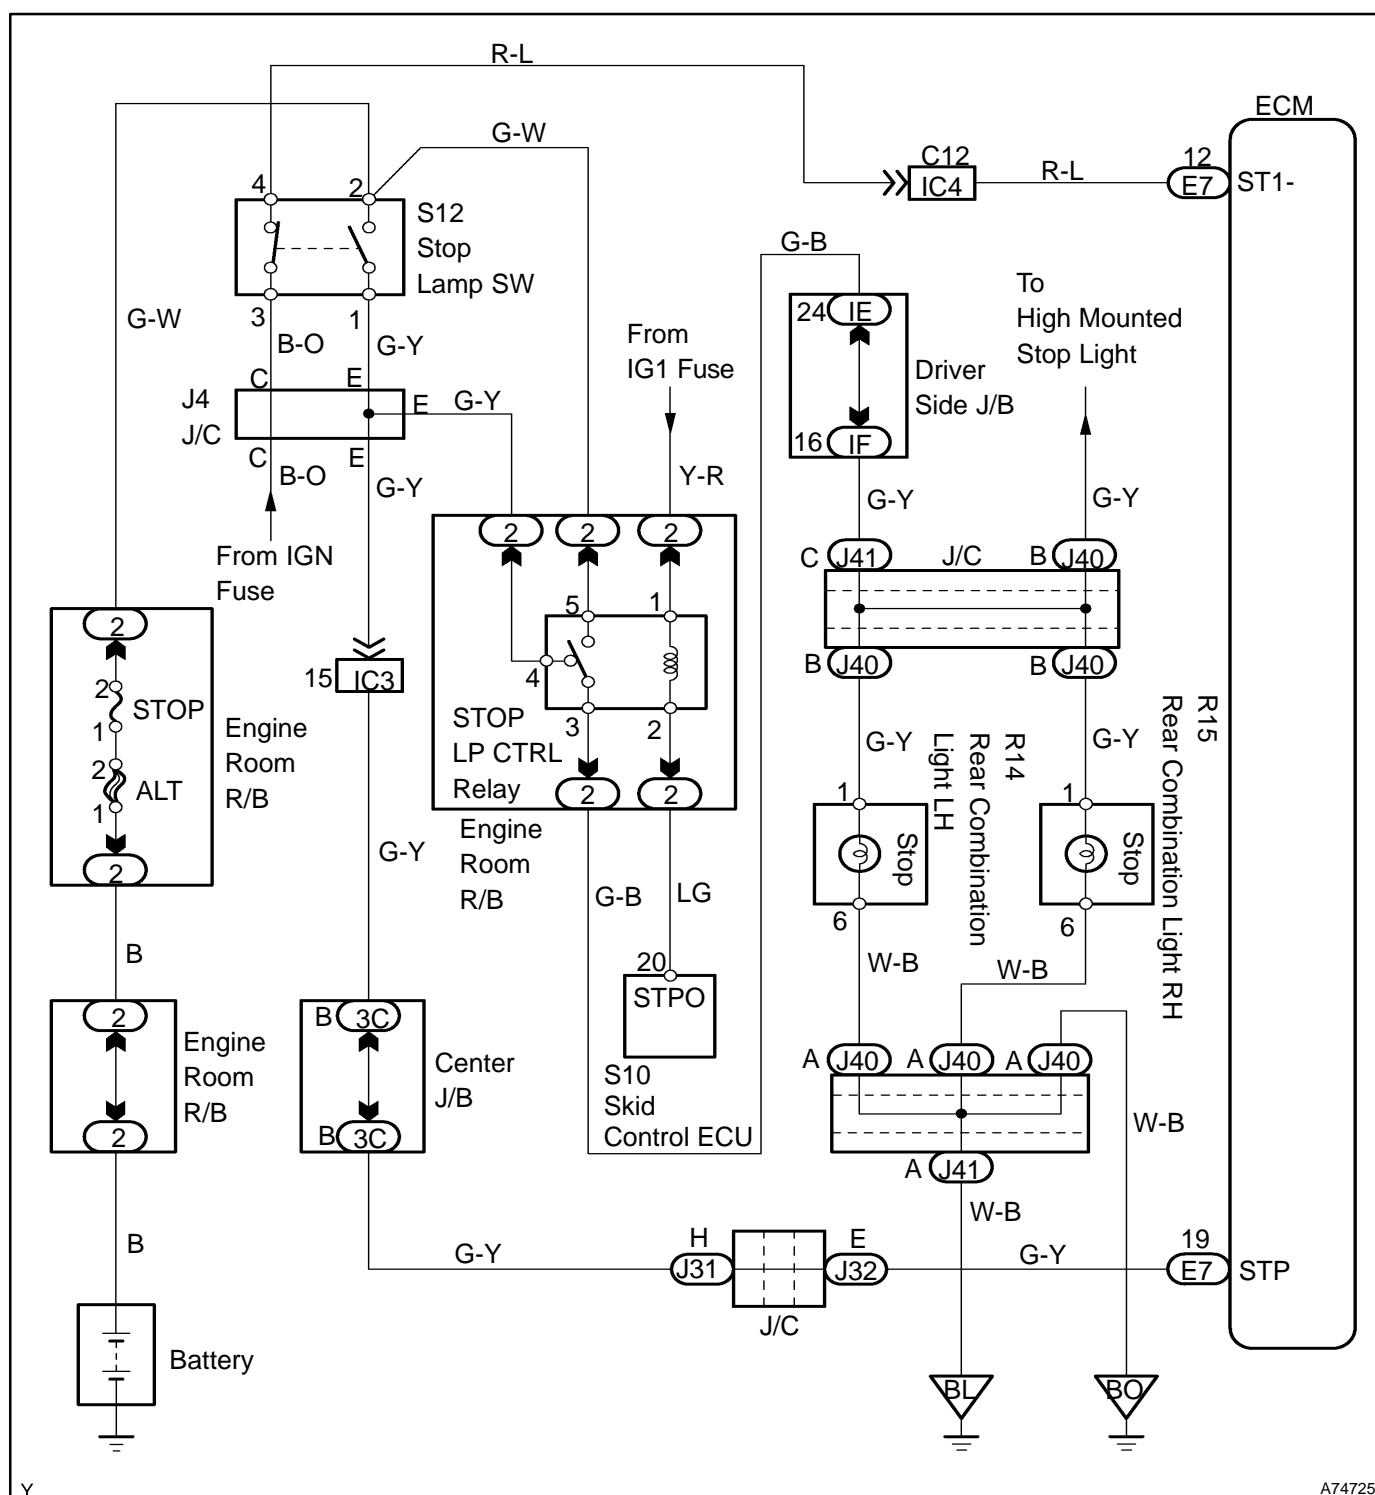 R-L
ECM
G-W
C12
IC4
R-L
12
E7
ST1-
4
2
S12
Stop
Lamp SW
G-B
G-W
3
1
B-O
G-Y
24
IE
To
High Mounted
Stop Light
From
IG1 Fuse
Driver
Side J/B
J4
J/C
C
E
E
G-Y
16
IF
C
E
B-O
G-Y
Y-R
G-Y
G-Y
From IGN
Fuse
2
2
2
C
J41
J/C
B
J40
2
5
1
4
B
J40
B
J40
15
IC3
2
STOP
1
2
ALT
1
2
Engine
Room
R/B
STOP
LP CTRL
Relay
3
2
2
2
G-Y
R14
Rear Combination
Light LH
G-Y
R15
Rear Combination Light RH
1
Stop
6
1
Stop
6
Engine
Room
R/B
G-Y
G-B
LG
B
W-B
W-B
20
STPO
S10
Skid
Control ECU
2
2
Engine
Room
R/B
B
3C
B
3C
Center
J/B
A
J40
A
J40
A
J40
W-B
A
J41
W-B
B
G-Y
H
J31
J/C
E
J32
G-Y
19
E7
STP
Battery
BL
BO
Y
A74725